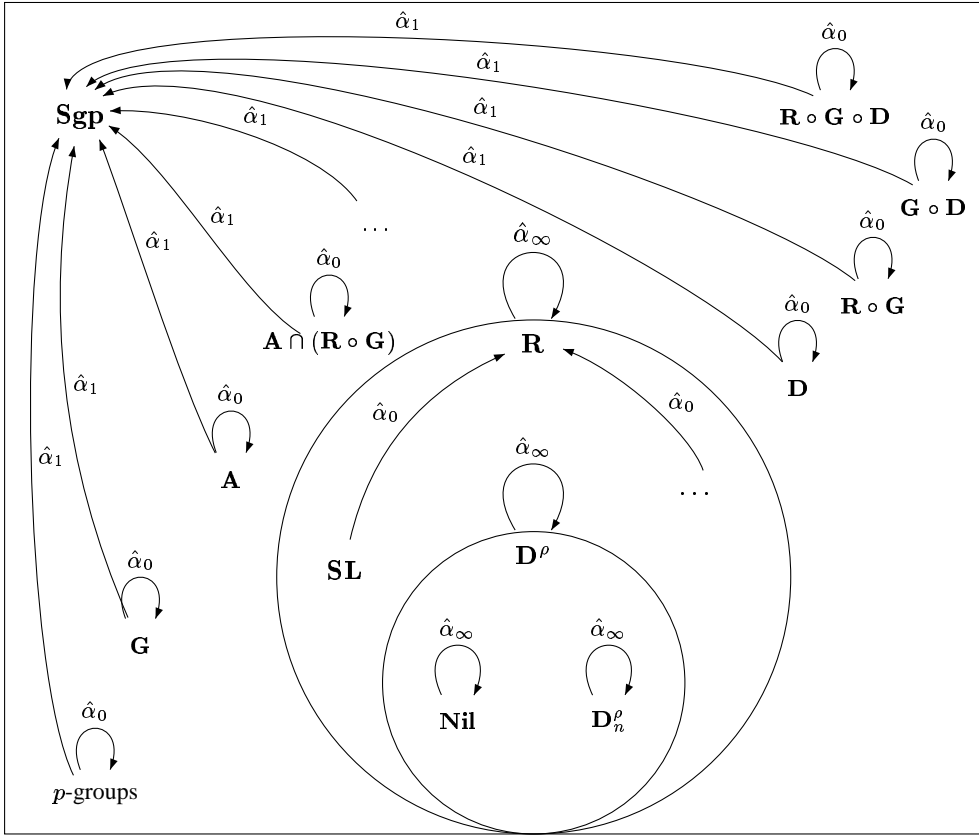 α̂₁
α̂₀
α̂₁
Sgp
α̂₁
α̂₁
R ∘ G ∘ D
α̂₀
α̂₁
G ∘ D
α̂₁
α̂₀
. . .
α̂∞
α̂₀
α̂₁
R ∘ G
α̂₀
A ∩ (R ∘ G)
R
D
α̂₁
α̂₀
α̂₀
α̂₀
α̂₁
α̂∞
A
. . .
α̂₀
D^ρ
SL
α̂∞
α̂∞
G
α̂₀
Nil
D^ρ_n
p-groups